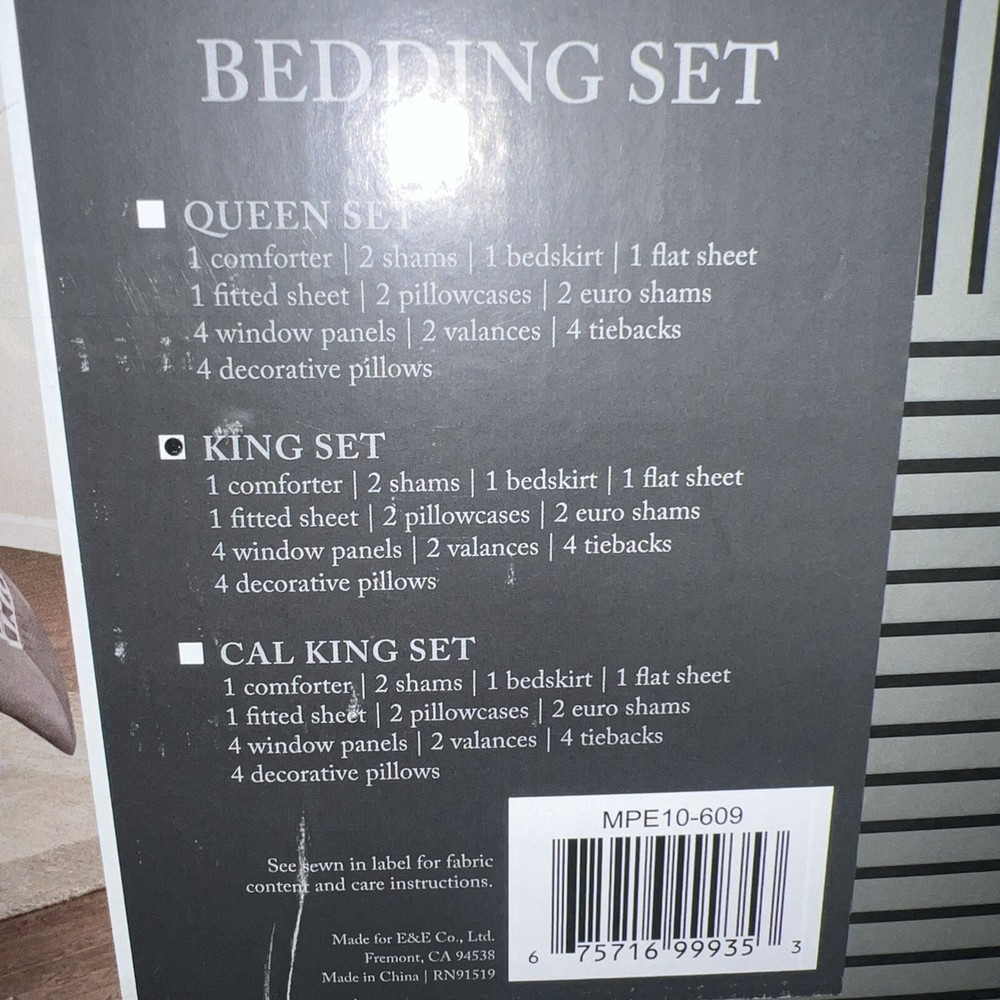 BEDDING SET
QUEEN SET
1 comforter | 2 shams | 1 bedskirt | 1 flat sheet
1 fitted sheet | 2 pillowcases | 2 euro shams
4 window panels | 2 valances | 4 tiebacks
4 decorative pillows
KING SET
1 comforter | 2 shams | 1 bedskirt | 1 flat sheet
1 fitted sheet | 2 pillowcases | 2 euro shams
4 window panels | 2 valances | 4 tiebacks
4 decorative pillows
CAL KING SET
1 comforter | 2 shams | 1 bedskirt | 1 flat sheet
1 fitted sheet | 2 pillowcases | 2 euro shams
4 window panels | 2 valances | 4 tiebacks
4 decorative pillows
See sewn in label for fabric
content and care instructions.
Made for E&E Co., Ltd.
Fremont, CA 94538
Made in China | RN91519
MPE10-609
6 75716 99935 3